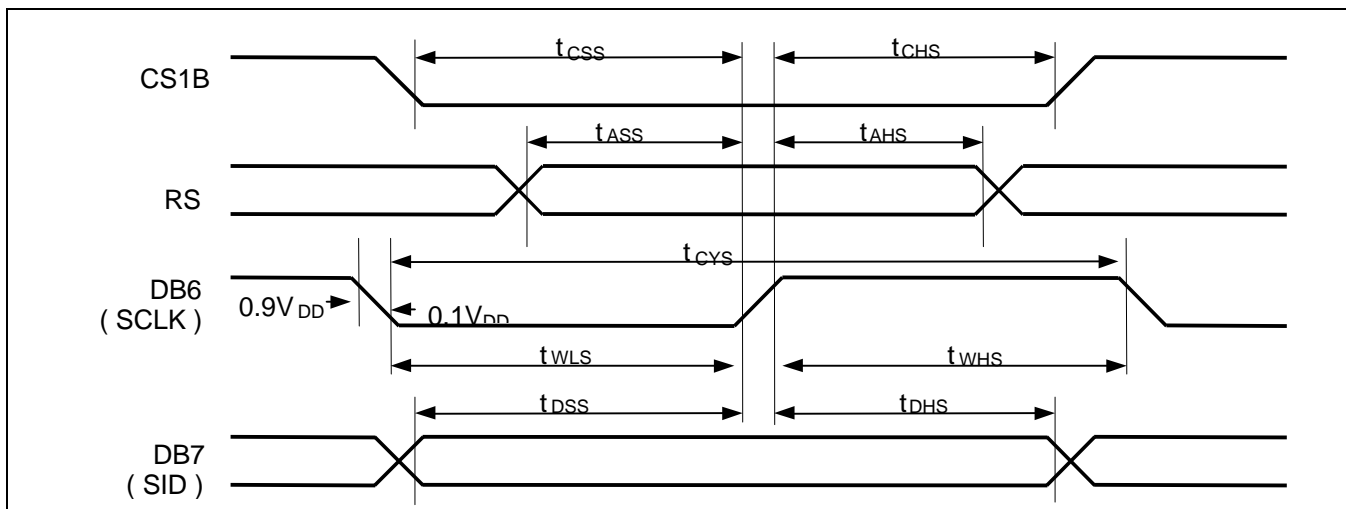 tCSS tCHS
CS1B
tASS tAHS
RS
tCYS
DB6
( SCLK )
0.9VDD
0.1VDD
tWLS tWHS
tDSS tDHS
DB7
( SID )